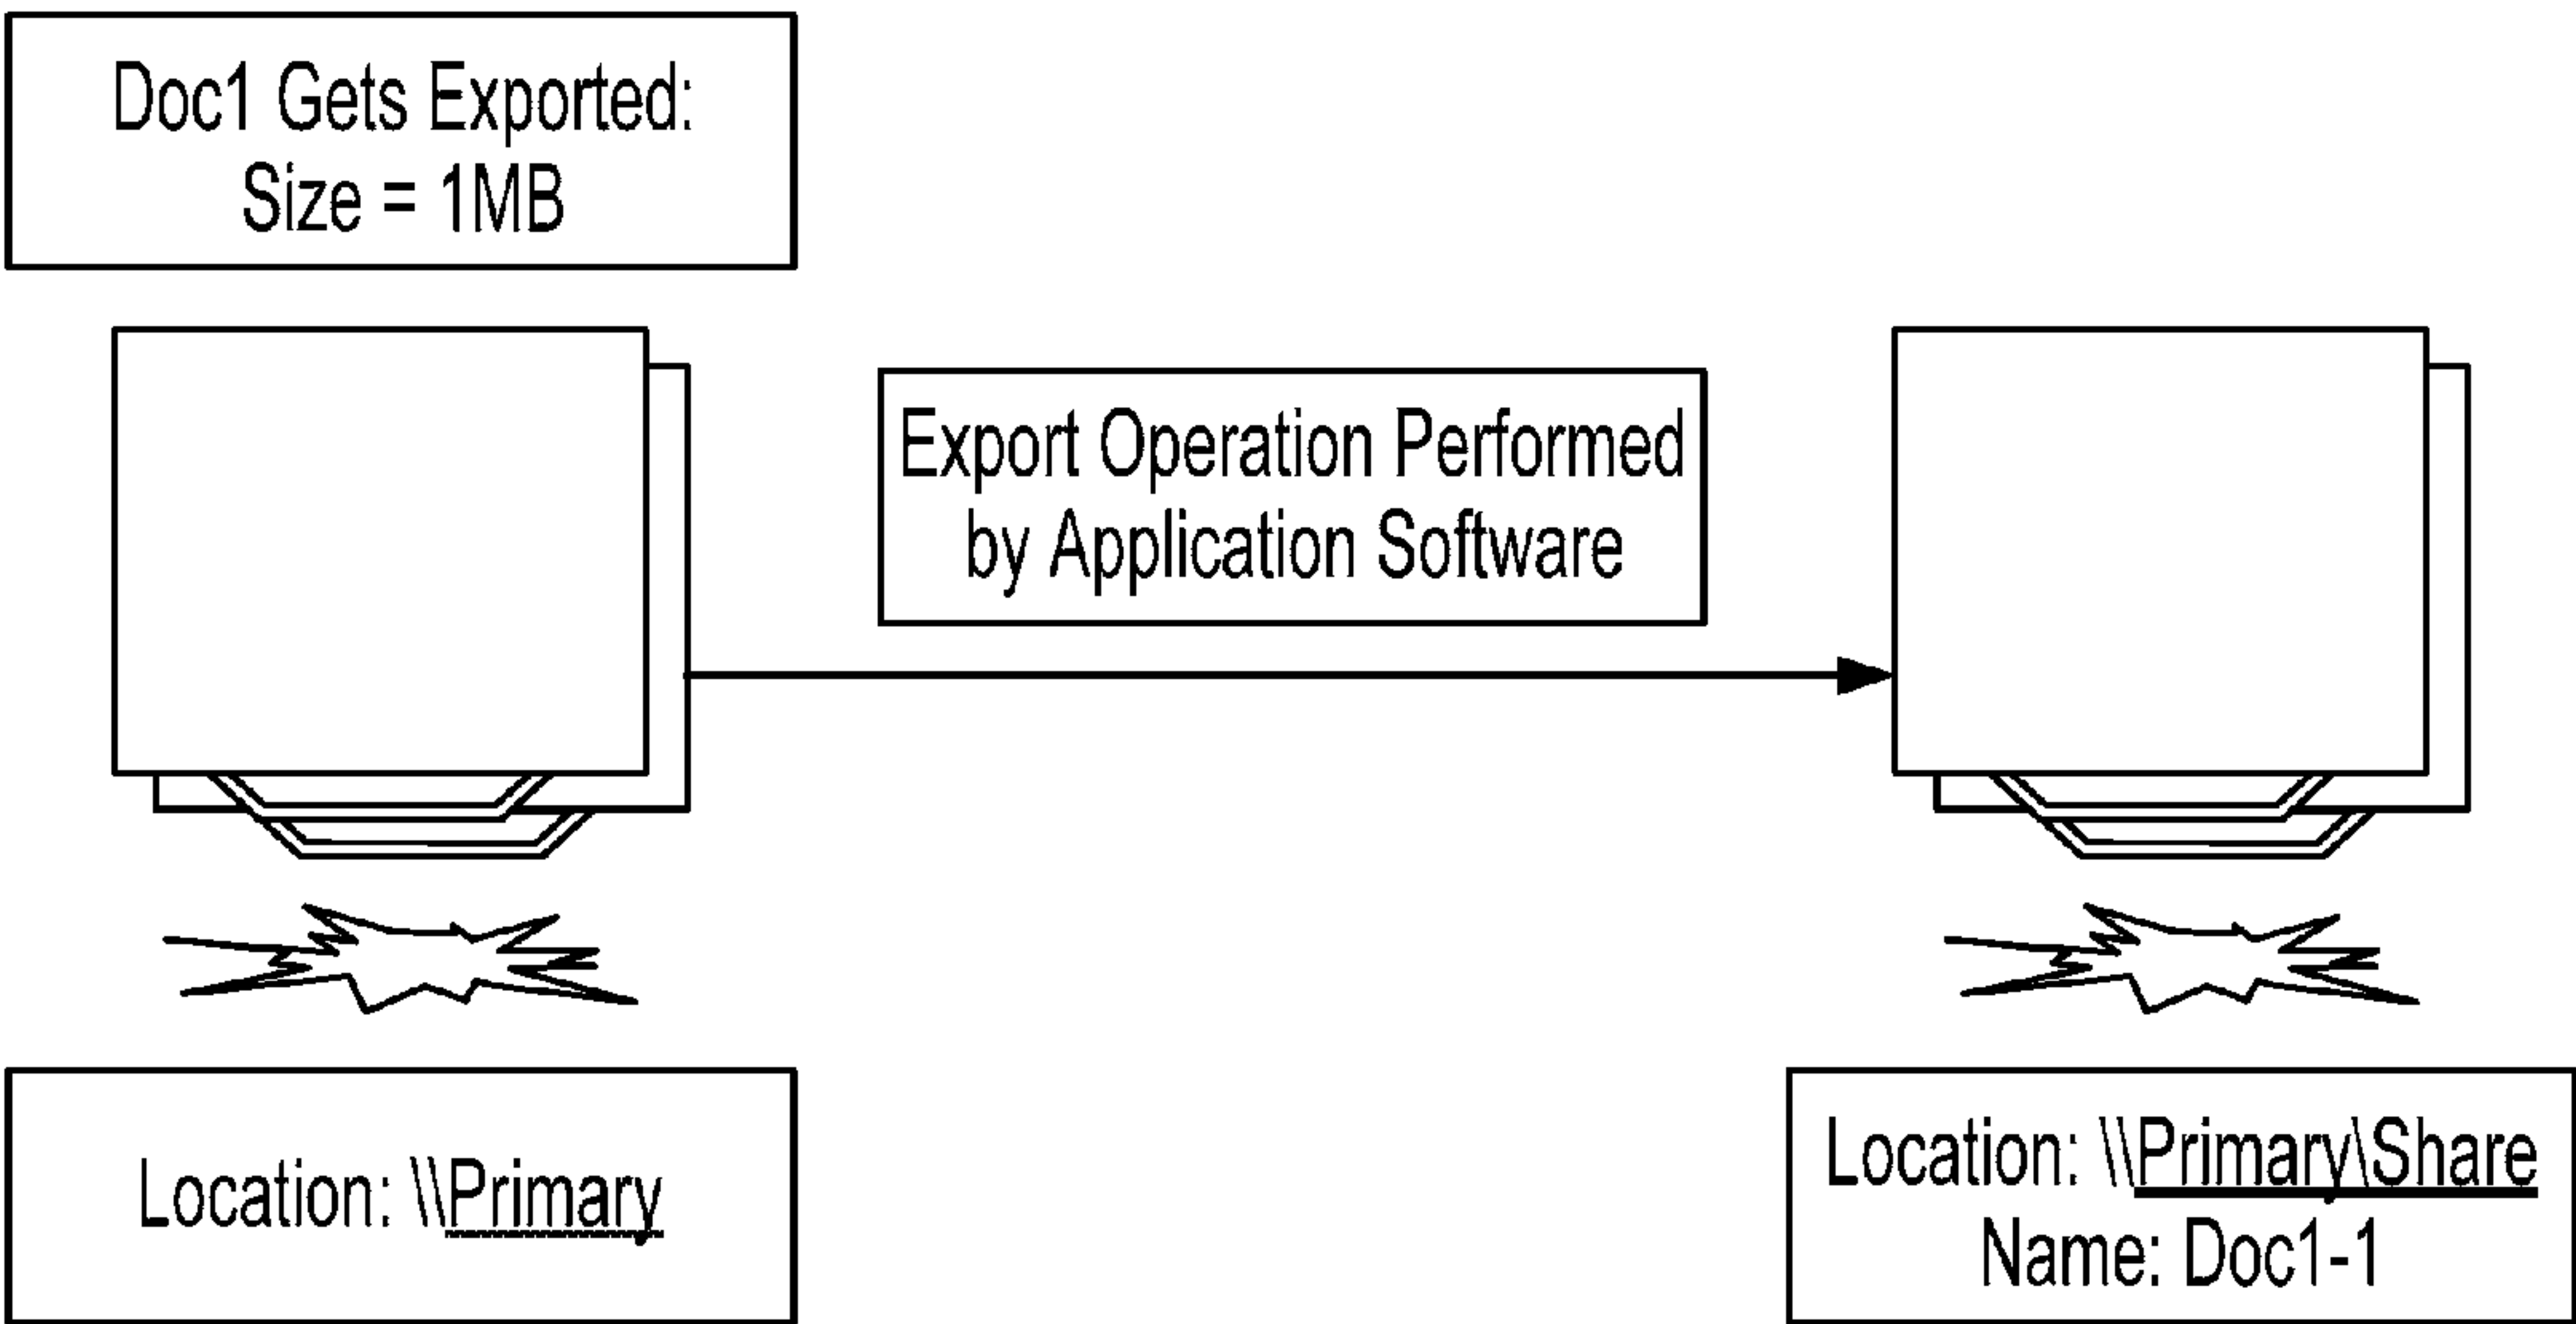 Doc1 Gets Exported:
Size = 1MB
Export Operation Performed
by Application Software
Location: \\Primary
Location: \\Primary\Share
Name: Doc1-1